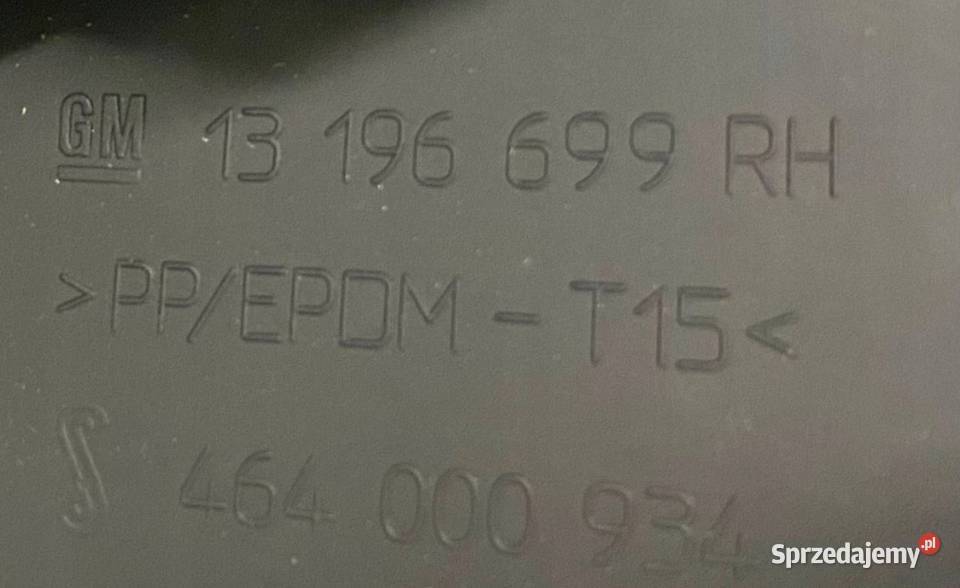 GM 13 196 699 RH
>PP/EPDM-T15<
464 000 934
Sprzedajemy.pl